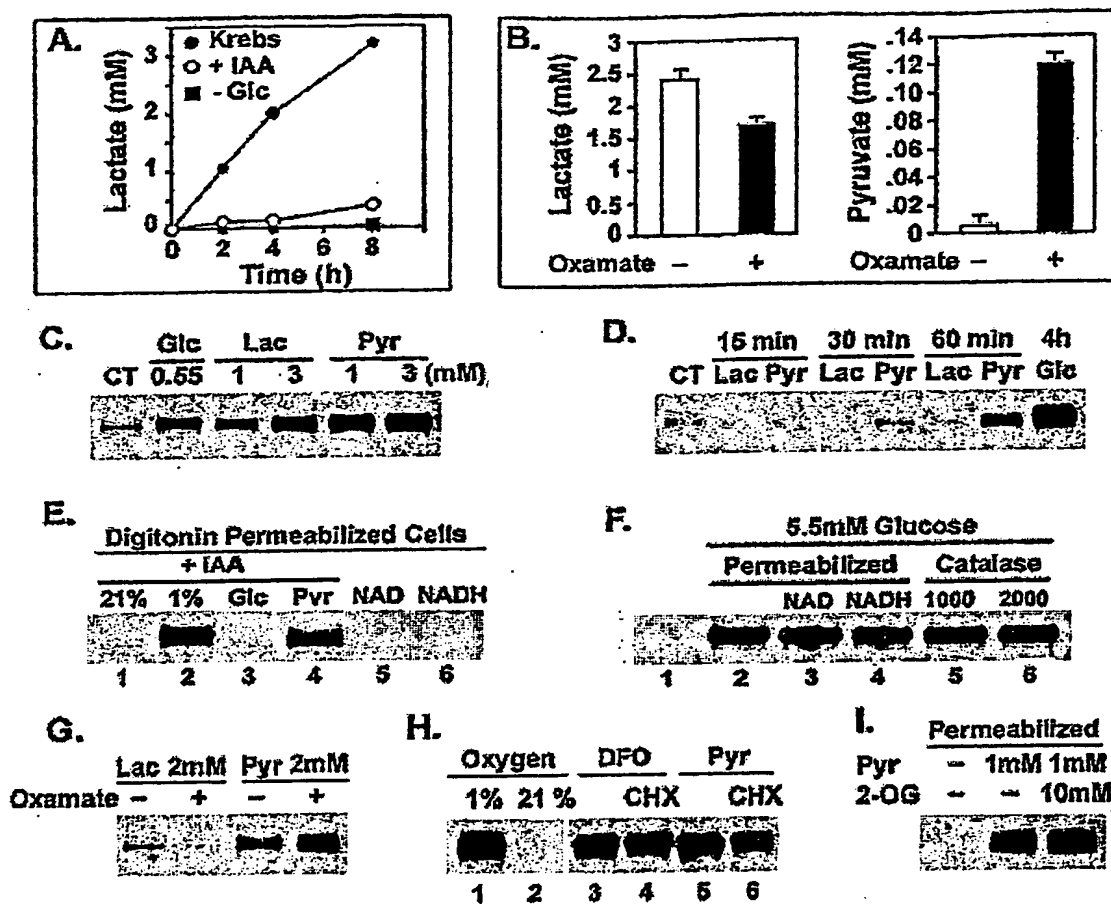 A.
Lactate (mM)
3
2
1
0
Krebs
+ IAA
- Glc
0 2 4 6 8
Time (h)
B.
Lactate (mM)
2.5
2
1.5
1
0.5
0
Oxamate − +
Pyruvate (mM)
.14
.12
.10
.08
.06
.04
.02
0
Oxamate − +
C.
Glc Lac Pyr
CT 0.55 1 3 1 3 (mM)
D.
15 min 30 min 60 min 4h
CT Lac Pyr Lac Pyr Lac Pyr Glc
E.
Digitonin Permeabilized Cells
+ IAA
21% 1% Glc Pyr NAD NADH
1 2 3 4 5 6
F.
5.5mM Glucose
Permeabilized Catalase
NAD NADH 1000 2000
1 2 3 4 5 6
G.
Lac 2mM Pyr 2mM
Oxamate − + − +
H.
Oxygen DFO Pyr
1% 21 % CHX CHX
1 2 3 4 5 6
I.
Permeabilized
Pyr − 1mM 1mM
2-OG − − 10mM